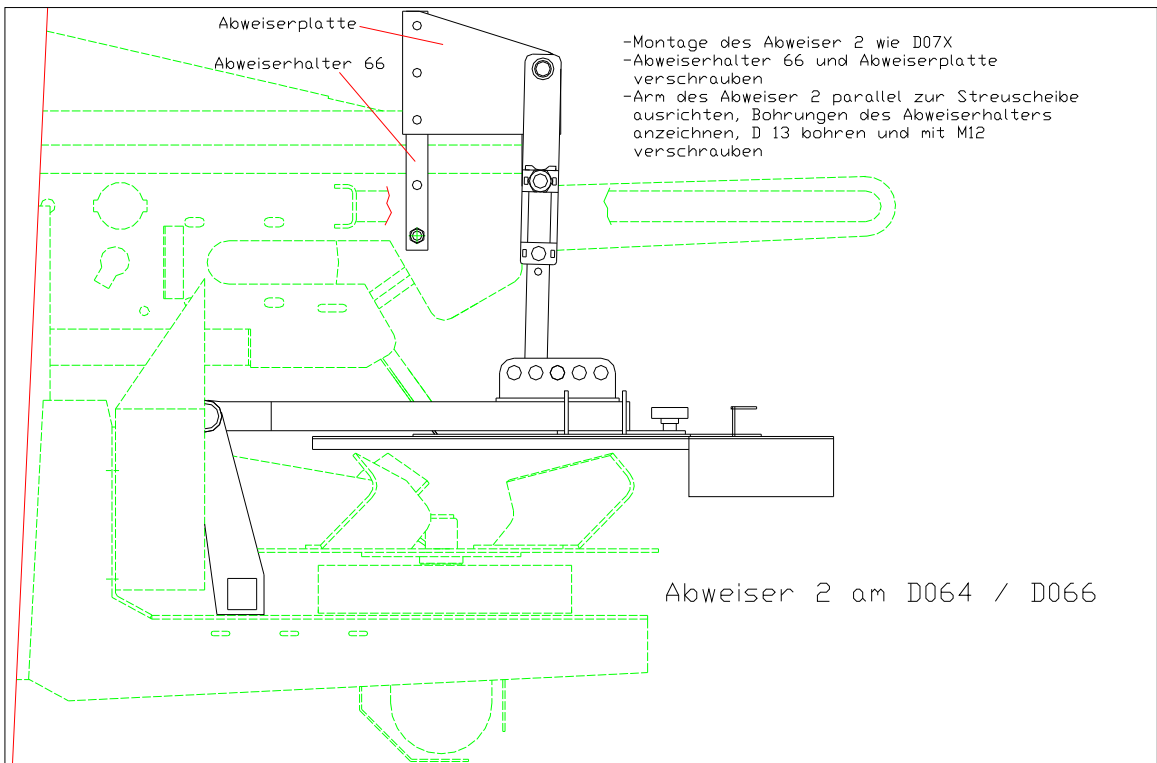 Abweiserplatte
Abweiserhalter 66
-Montage des Abweiser 2 wie D07X
-Abweiserhalter 66 und Abweiserplatte
verschrauben
-Arm des Abweiser 2 parallel zur Streuscheibe
ausrichten, Bohrungen des Abweiserhalters
anzeichnen, D 13 bohren und mit M12
verschrauben
Abweiser 2 am D064 / D066